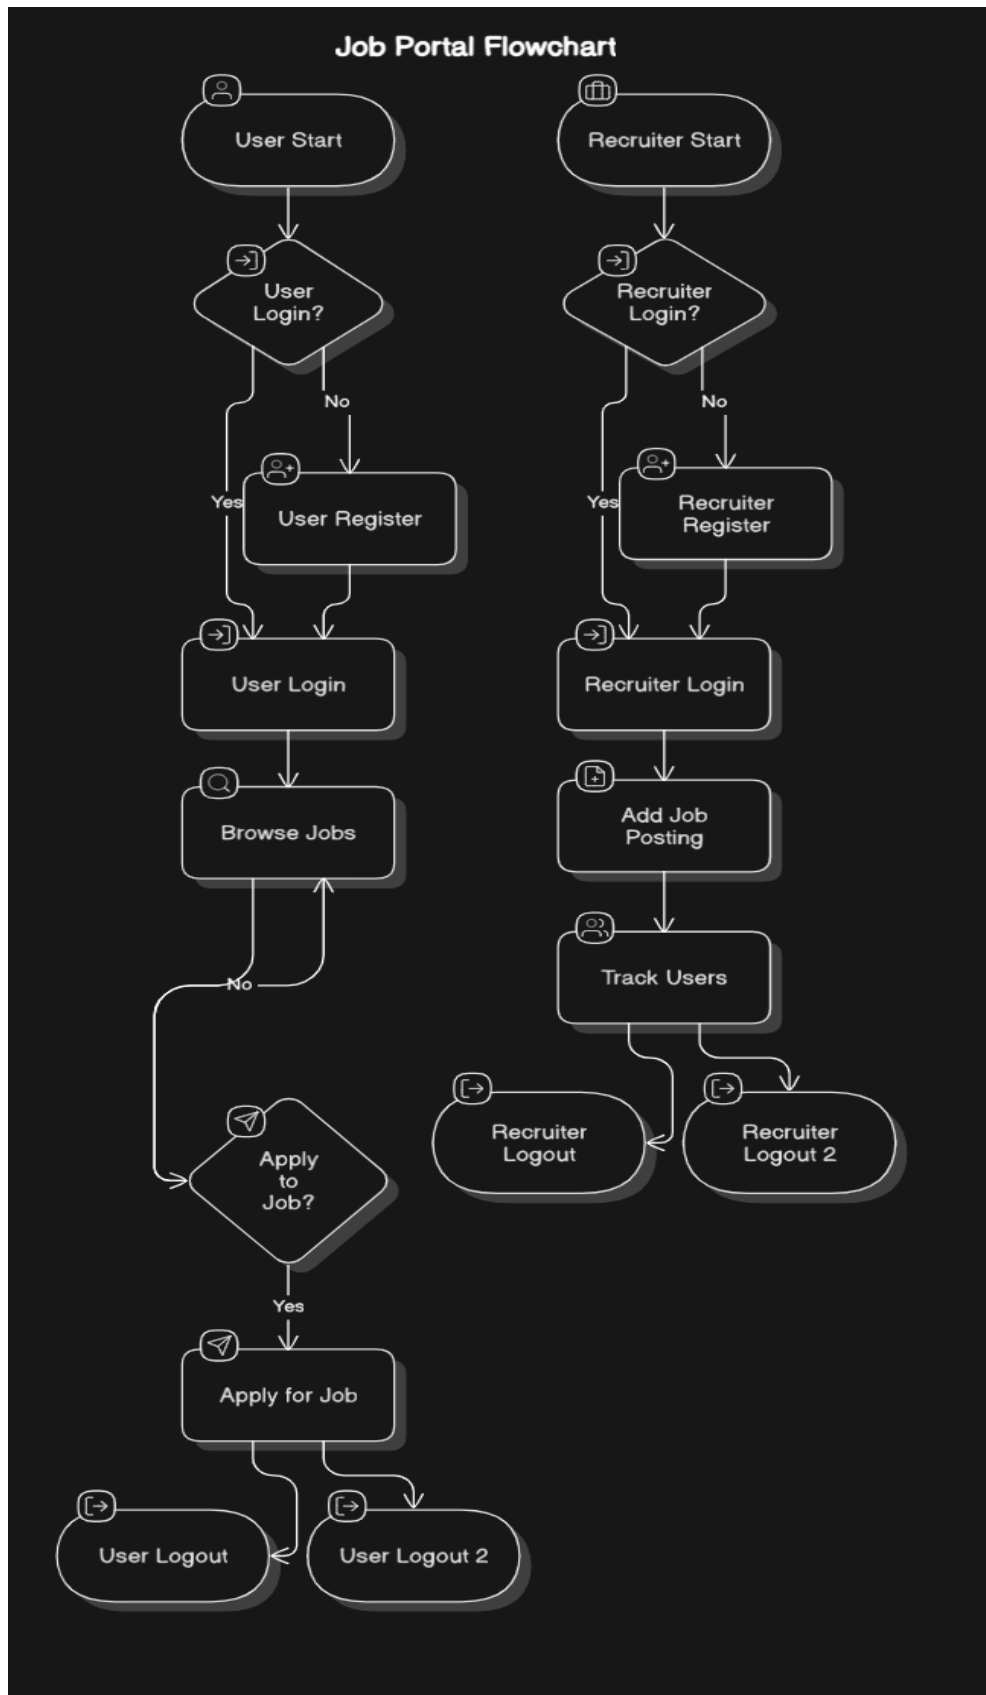 Job Portal Flowchart
User Start
Recruiter Start
User
Login?
Recruiter
Login?
No
No
Yes
User Register
Yes
Recruiter
Register
User Login
Recruiter Login
Browse Jobs
Add Job
Posting
No
Track Users
Apply
to
Job?
Recruiter
Logout
Recruiter
Logout 2
Yes
Apply for Job
User Logout
User Logout 2